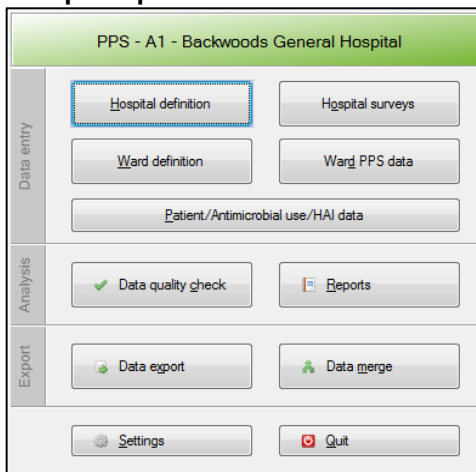 PPS - A1 - Backwoods General Hospital
Data entry
Hospital definition
Hospital surveys
Ward definition
Ward PPS data
Patient/Antimicrobial use/HAI data
Analysis
Data quality check
Reports
Export
Data export
Data merge
Settings
Quit